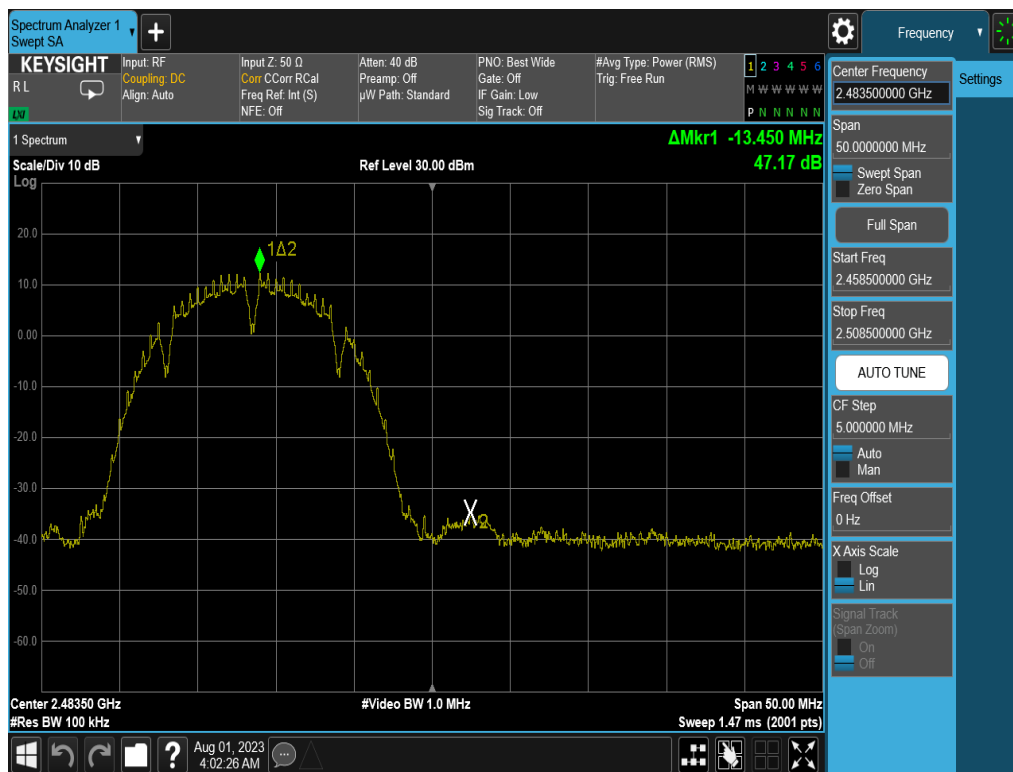 Spectrum Analyzer 1
Swept SA
Frequency
KEYSIGHT
R L
LXI
Input: RF
Coupling: DC
Align: Auto
Input Z: 50 Ω
Corr CCorr RCal
Freq Ref: Int (S)
NFE: Off
Atten: 40 dB
Preamp: Off
µW Path: Standard
PNO: Best Wide
Gate: Off
IF Gain: Low
Sig Track: Off
#Avg Type: Power (RMS)
Trig: Free Run
1 2 3 4 5 6
M W W W W W
P N N N N N
Center Frequency
2.483500000 GHz
Settings
1 Spectrum
ΔMkr1 -13.450 MHz
47.17 dB
Scale/Div 10 dB
Ref Level 30.00 dBm
Log
20.0
10.0
0.00
-10.0
-20.0
-30.0
-40.0
-50.0
-60.0
1Δ2
X2
Center 2.48350 GHz
#Res BW 100 kHz
#Video BW 1.0 MHz
Span 50.00 MHz
Sweep 1.47 ms (2001 pts)
Span
50.0000000 MHz
Swept Span
Zero Span
Full Span
Start Freq
2.458500000 GHz
Stop Freq
2.508500000 GHz
AUTO TUNE
CF Step
5.000000 MHz
Auto
Man
Freq Offset
0 Hz
X Axis Scale
Log
Lin
Signal Track
(Span Zoom)
On
Off
?
Aug 01, 2023
4:02:26 AM